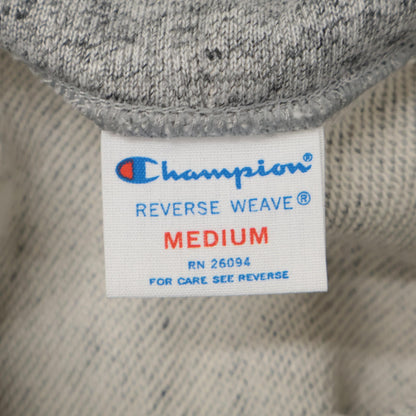 Champion®
REVERSE WEAVE®
MEDIUM
RN 26094
FOR CARE SEE REVERSE